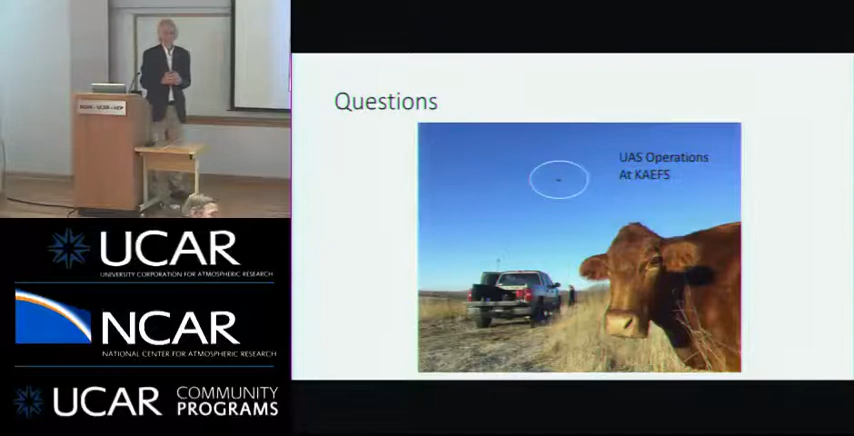 Questions
UAS Operations
At KAEFS
UCAR
UNIVERSITY CORPORATION FOR ATMOSPHERIC RESEARCH
NCAR
NATIONAL CENTER FOR ATMOSPHERIC RESEARCH
UCAR
COMMUNITY
PROGRAMS